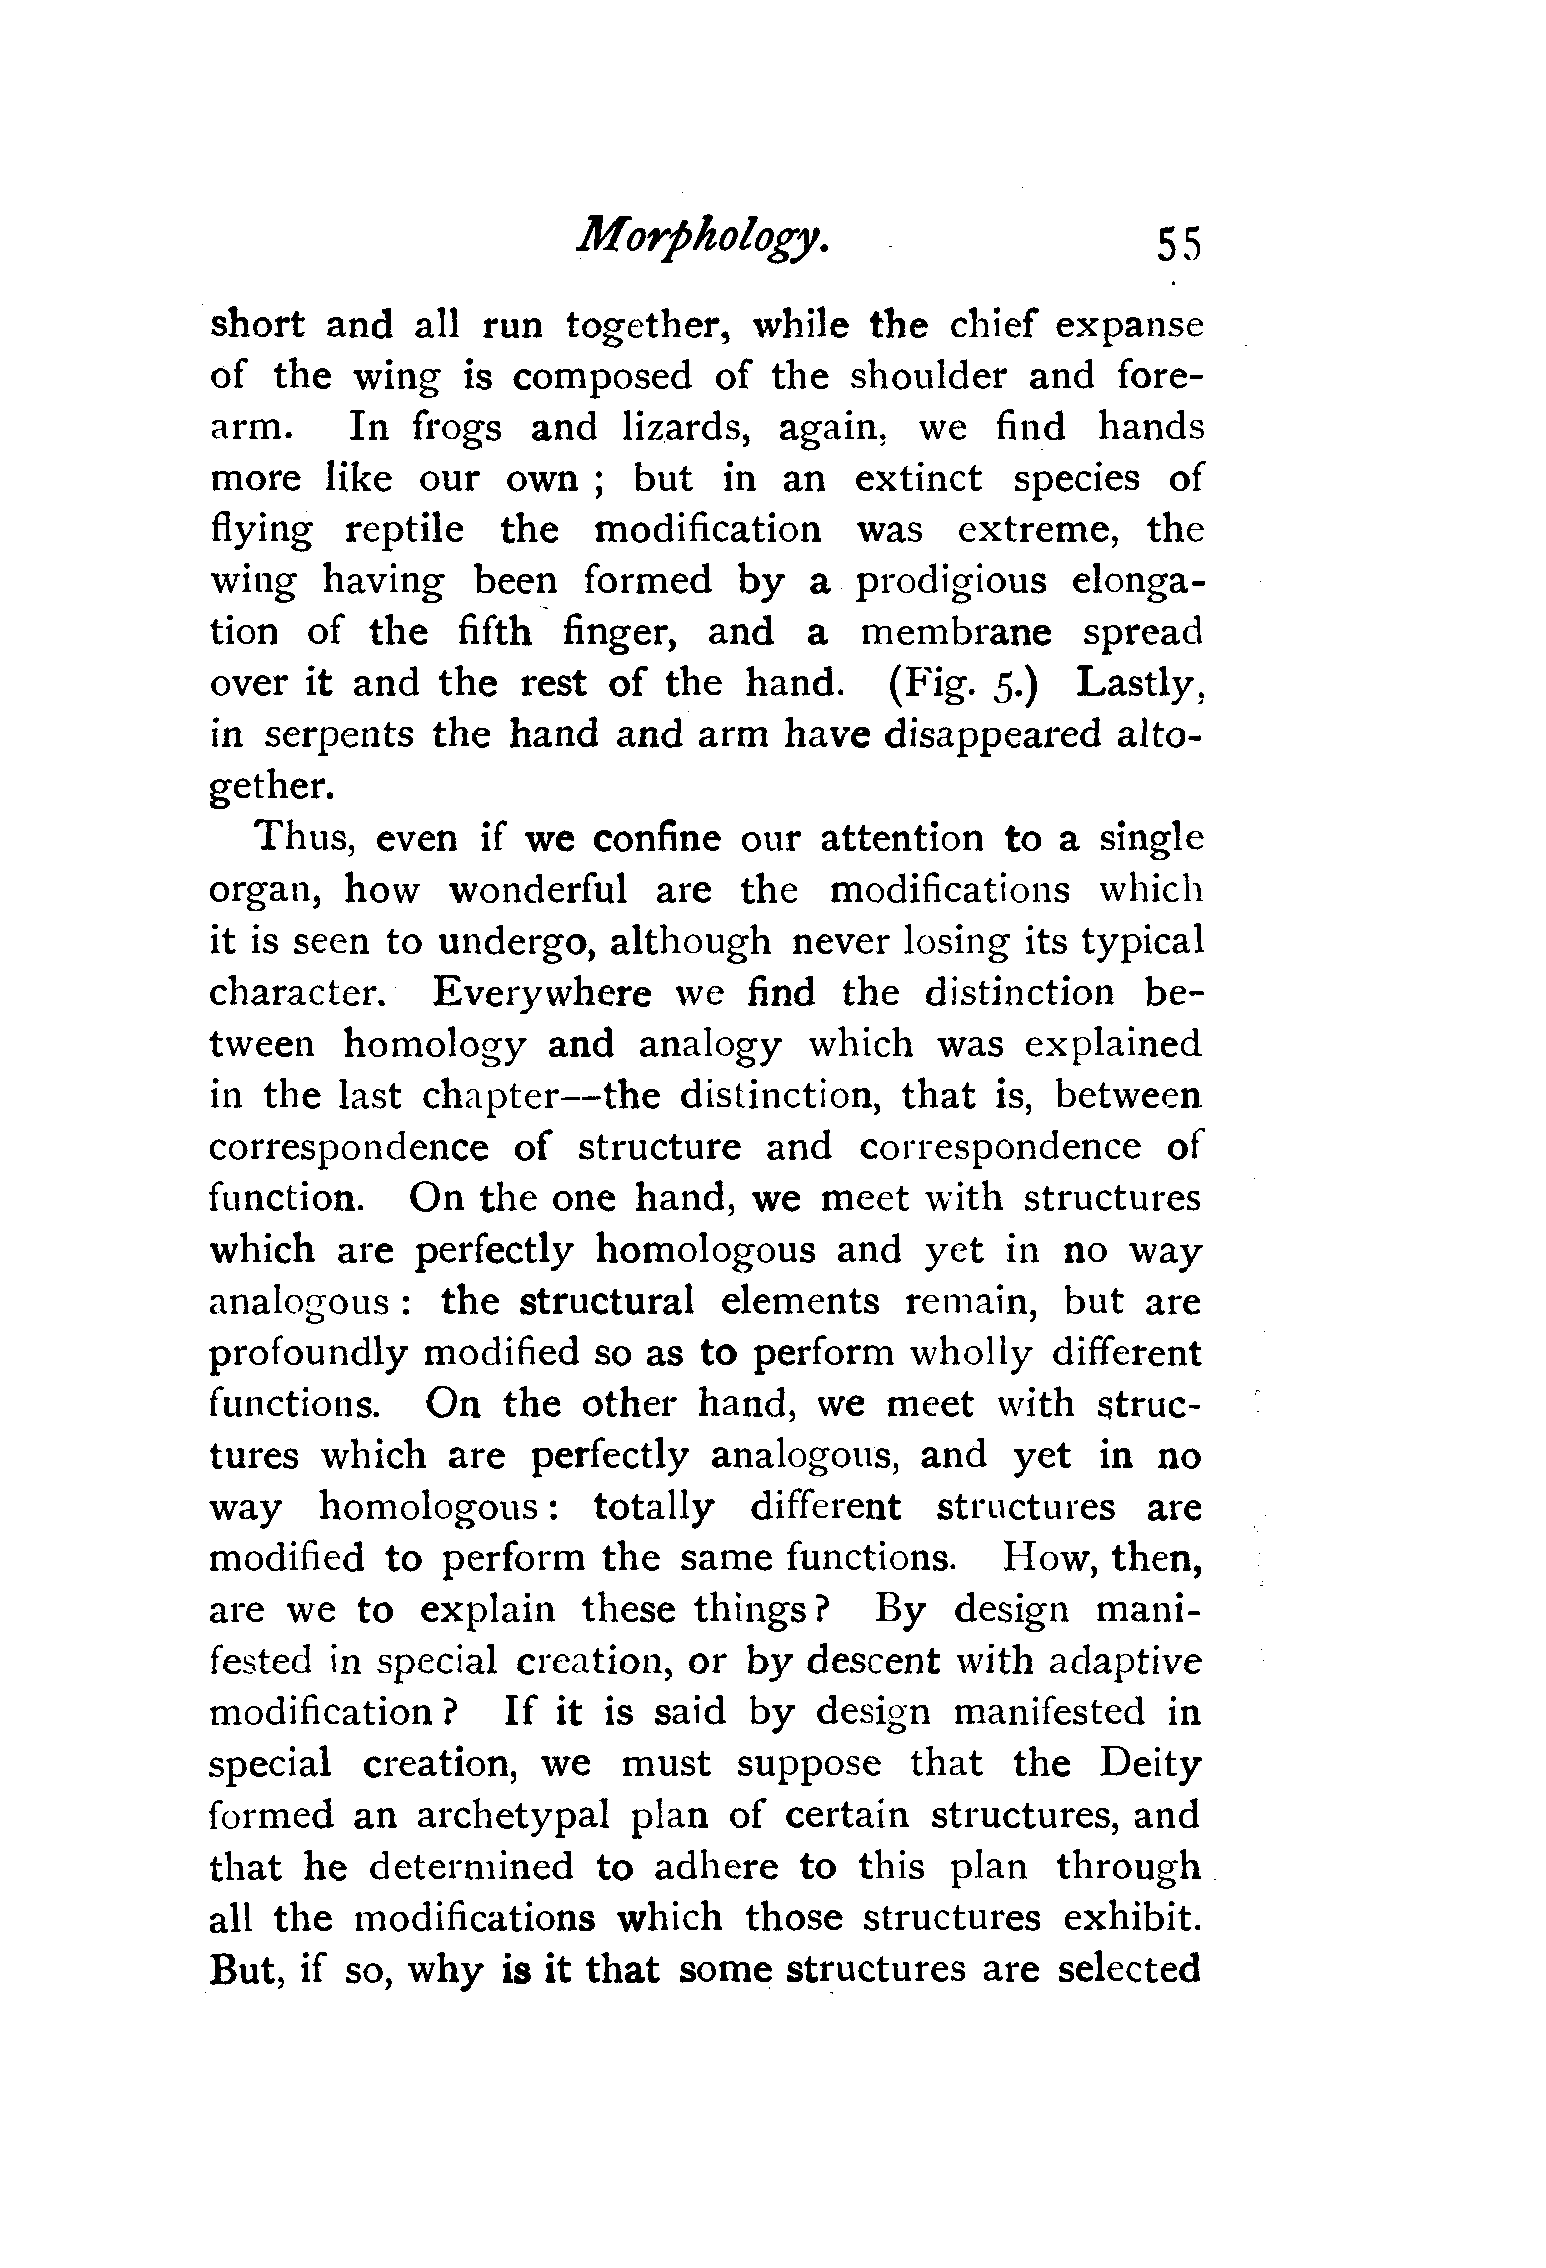 Morphology. 55
short and all run together, while the chief expanse
of the wing is composed of the shoulder and fore-
arm. In frogs and lizards, again, we find hands
more like our own ; but in an extinct species of
flying reptile the modification was extreme, the
wing having been formed by a prodigious elonga-
tion of the fifth finger, and a membrane spread
over it and the rest of the hand. (Fig. 5.) Lastly,
in serpents the hand and arm have disappeared alto-
gether.
Thus, even if we confine our attention to a single
organ, how wonderful are the modifications which
it is seen to undergo, although never losing its typical
character. Everywhere we find the distinction be-
tween homology and analogy which was explained
in the last chapter—the distinction, that is, between
correspondence of structure and correspondence of
function. On the one hand, we meet with structures
which are perfectly homologous and yet in no way
analogous : the structural elements remain, but are
profoundly modified so as to perform wholly different
functions. On the other hand, we meet with struc-
tures which are perfectly analogous, and yet in no
way homologous : totally different structures are
modified to perform the same functions. How, then,
are we to explain these things ? By design mani-
fested in special creation, or by descent with adaptive
modification ? If it is said by design manifested in
special creation, we must suppose that the Deity
formed an archetypal plan of certain structures, and
that he determined to adhere to this plan through
all the modifications which those structures exhibit.
But, if so, why is it that some structures are selected